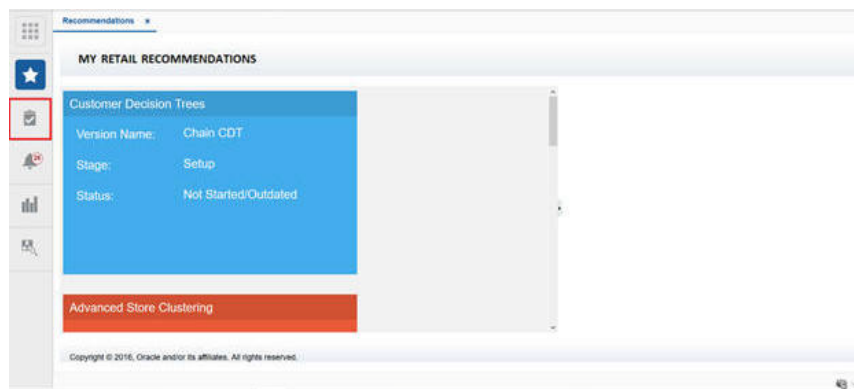 Recommendations ×
MY RETAIL RECOMMENDATIONS
Customer Decision Trees
Version Name: Chain CDT
Stage: Setup
Status: Not Started/Outdated
Advanced Store Clustering
Copyright © 2016, Oracle and/or its affiliates. All rights reserved.